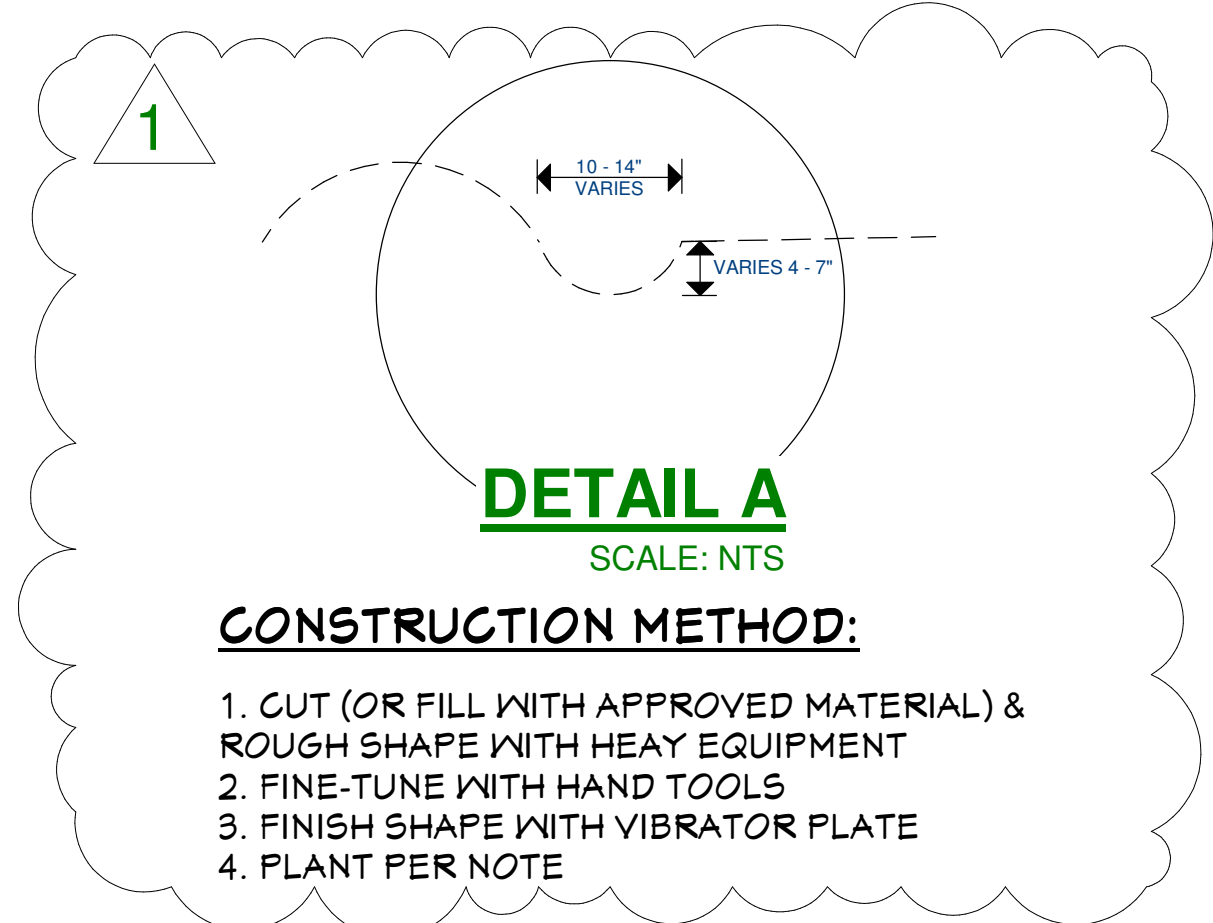 1
10 - 14"
VARIES
VARIES 4 - 7"
DETAIL A
SCALE: NTS
CONSTRUCTION METHOD:
1. CUT (OR FILL WITH APPROVED MATERIAL) &
ROUGH SHAPE WITH HEAY EQUIPMENT
2. FINE-TUNE WITH HAND TOOLS
3. FINISH SHAPE WITH VIBRATOR PLATE
4. PLANT PER NOTE